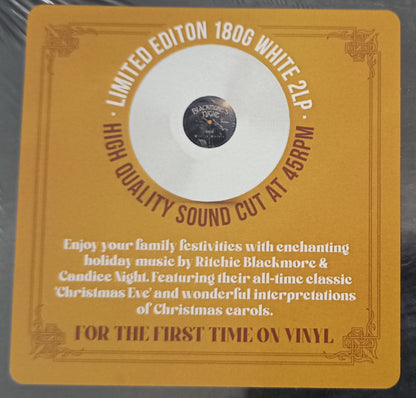 · LIMITED EDITON 180G WHITE 2LP ·
HIGH QUALITY SOUND CUT AT 45RPM
BLACKMORE'S
NIGHT
Enjoy your family festivities with enchanting
holiday music by Ritchie Blackmore &
Candice Night. Featuring their all-time classic
'Christmas Eve' and wonderful interpretations
of Christmas carols.
FOR THE FIRST TIME ON VINYL